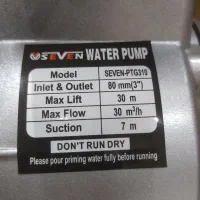 SEVEN WATER PUMP
Model SEVEN-PTG310
Inlet & Outlet 80 mm(3")
Max Lift 30 m
Max Flow 30 m³/h
Suction 7 m
DON'T RUN DRY
Please pour priming water fully before running